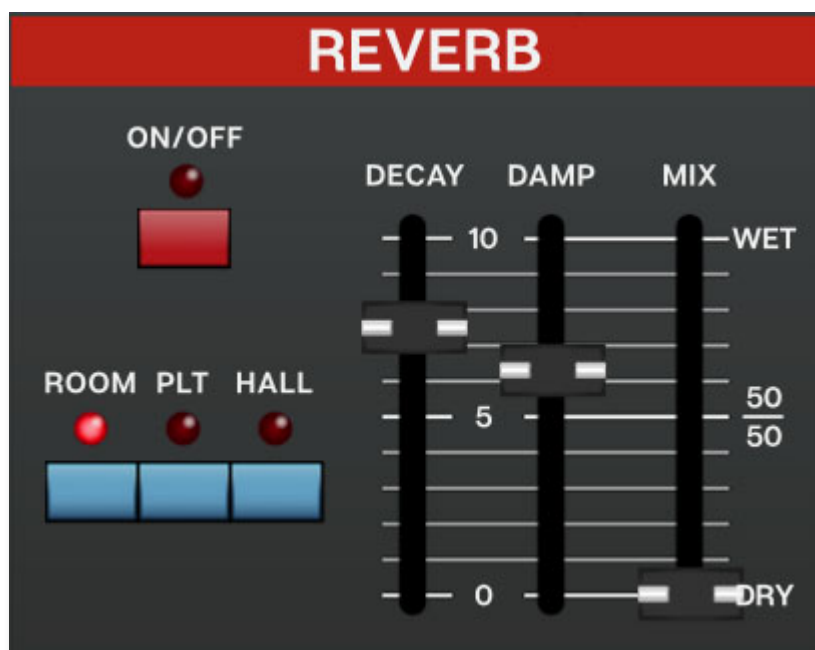 REVERB
ON/OFF
DECAY DAMP MIX
10 WET
ROOM PLT HALL
5 50
50
0 DRY